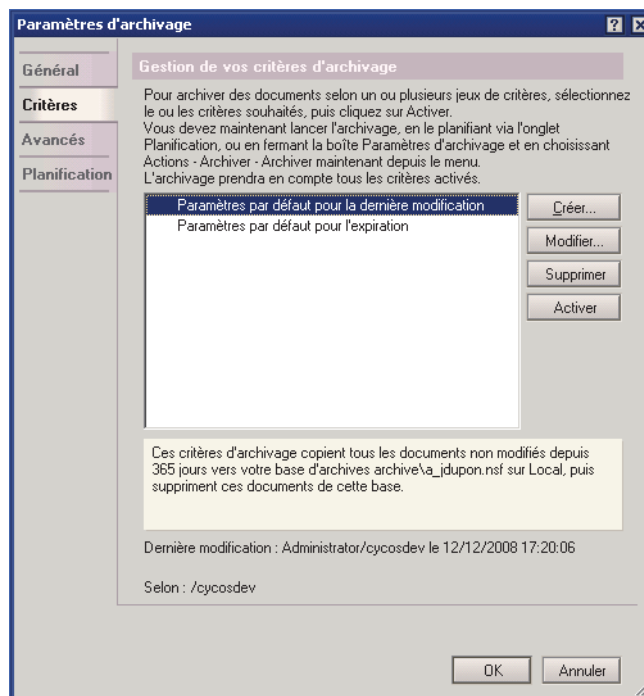 Paramètres d'archivage
Général
Critères
Avancés
Planification
Gestion de vos critères d'archivage
Pour archiver des documents selon un ou plusieurs jeux de critères, sélectionnez
le ou les critères souhaités, puis cliquez sur Activer.
Vous devez maintenant lancer l'archivage, en le planifiant via l'onglet
Planification, ou en fermant la boîte Paramètres d'archivage et en choisissant
Actions - Archiver - Archiver maintenant depuis le menu.
L'archivage prendra en compte tous les critères activés.
Paramètres par défaut pour la dernière modification
Paramètres par défaut pour l'expiration
Créer...
Modifier...
Supprimer
Activer
Ces critères d'archivage copient tous les documents non modifiés depuis
365 jours vers votre base d'archives archive\a_jdupon.nsf sur Local, puis
suppriment ces documents de cette base.
Dernière modification : Administrator/cycosdev le 12/12/2008 17:20:06
Selon : /cycosdev
OK
Annuler